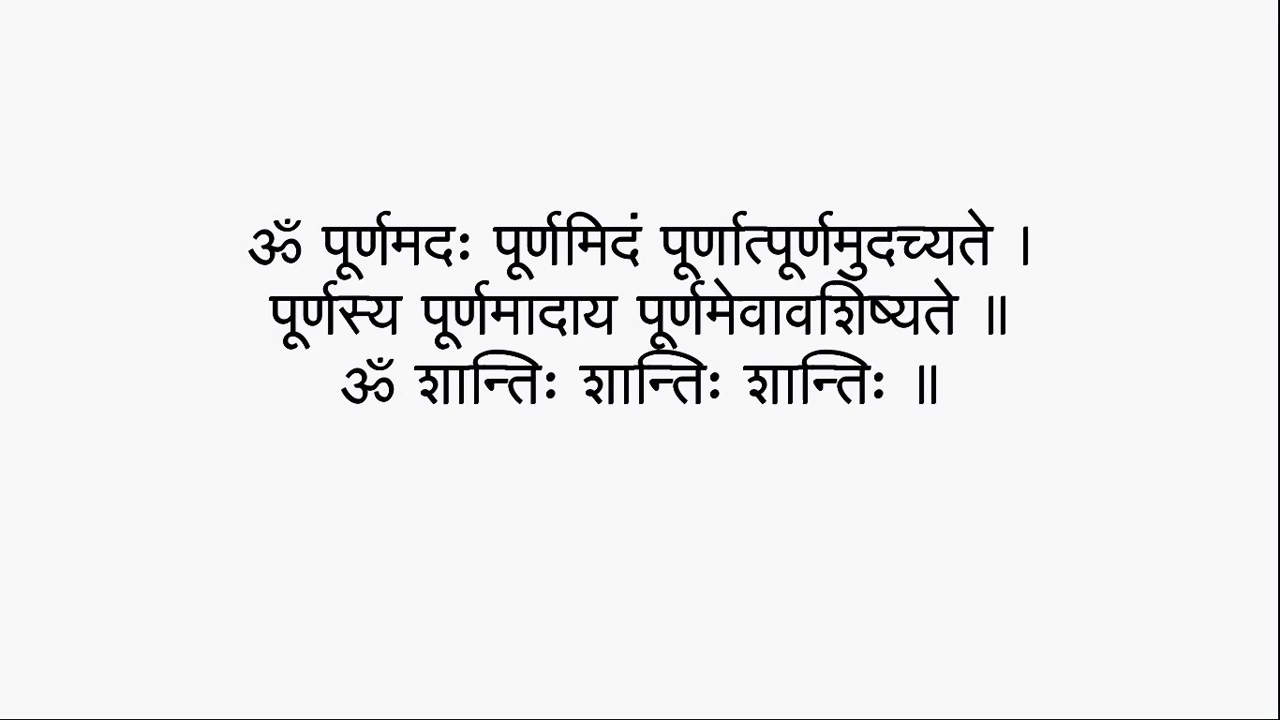 ॐ पूर्णमदः पूर्णमिदं पूर्णात्पूर्णमुदच्यते ।
पूर्णस्य पूर्णमादाय पूर्णमेवावशिष्यते ॥
ॐ शान्तिः शान्तिः शान्तिः ॥